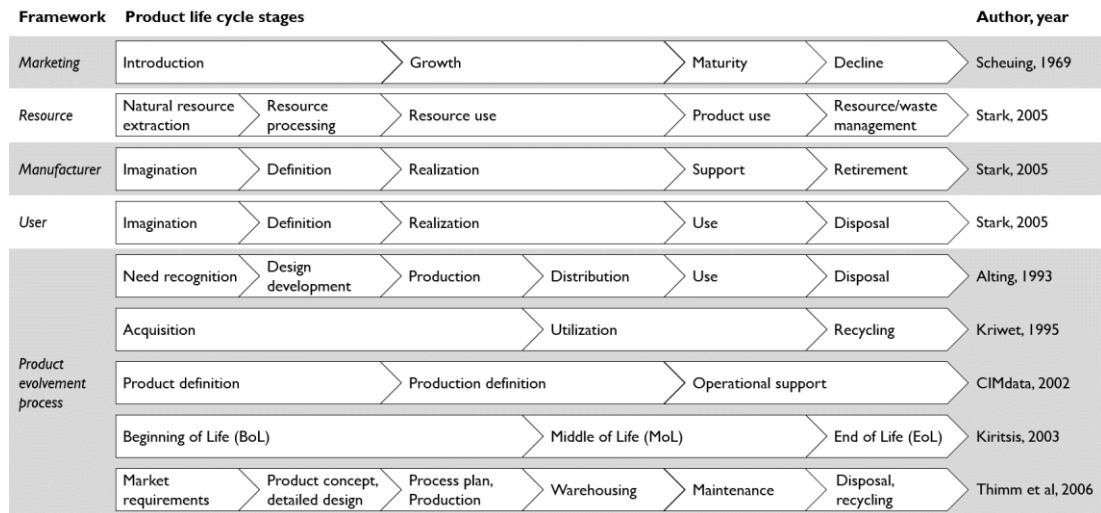 Framework Product life cycle stages Author, year
Marketing Introduction Growth Maturity Decline Scheuing, 1969
Resource Natural resource extraction Resource processing Resource use Product use Resource/waste management Stark, 2005
Manufacturer Imagination Definition Realization Support Retirement Stark, 2005
User Imagination Definition Realization Use Disposal Stark, 2005
Need recognition Design development Production Distribution Use Disposal Alting, 1993
Acquisition Utilization Recycling Kriwet, 1995
Product evolvement process
Product definition Production definition Operational support CIMdata, 2002
Beginning of Life (BoL) Middle of Life (MoL) End of Life (EoL) Kiritsis, 2003
Market requirements Product concept, detailed design Process plan, Production Warehousing Maintenance Disposal, recycling Thimm et al, 2006